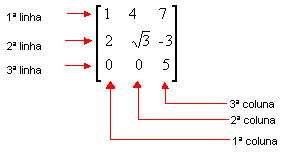 1ª linha 1 4 7
2ª linha 2 √3 -3
3ª linha 0 0 5
3ª coluna
2ª coluna
1ª coluna